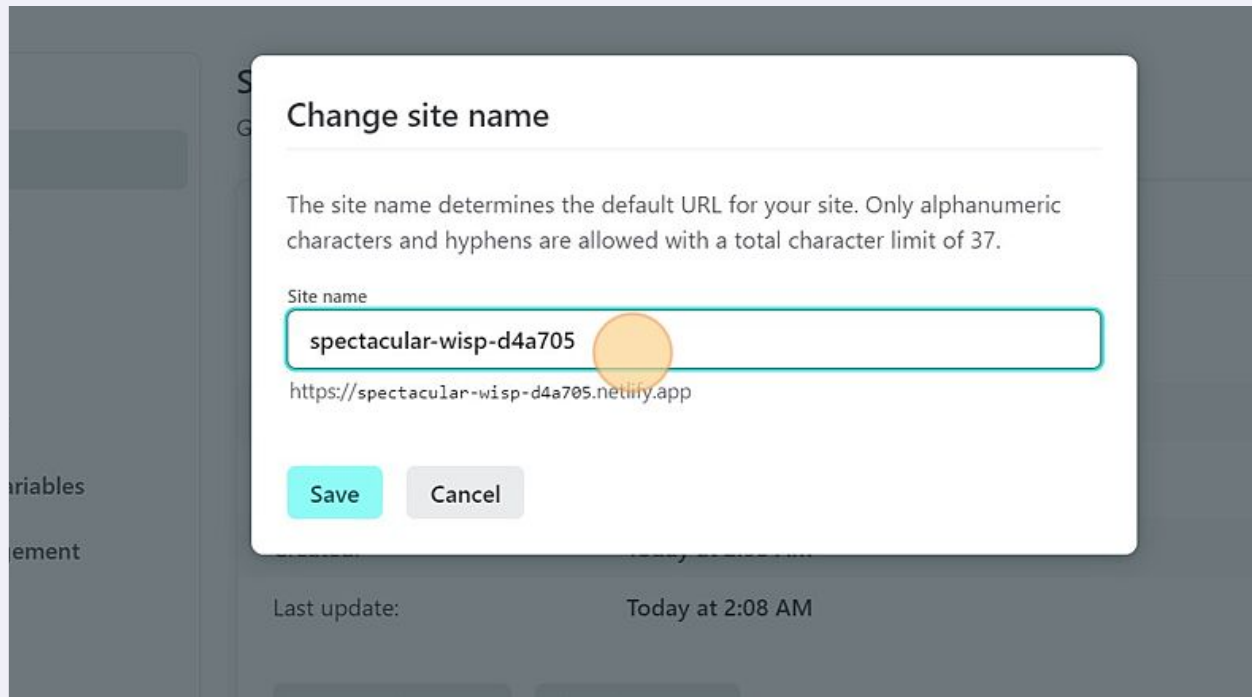 Change site name
The site name determines the default URL for your site. Only alphanumeric
characters and hyphens are allowed with a total character limit of 37.
Site name
spectacular-wisp-d4a705
https://spectacular-wisp-d4a705.netlify.app
Save Cancel
ariables
ement
Last update: Today at 2:08 AM